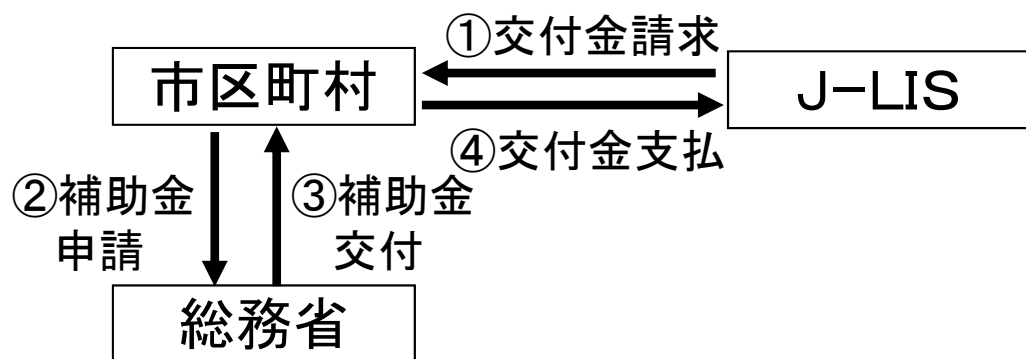 ①交付金請求
市区町村
J-LIS
④交付金支払
②補助金
申請
③補助金
交付
総務省